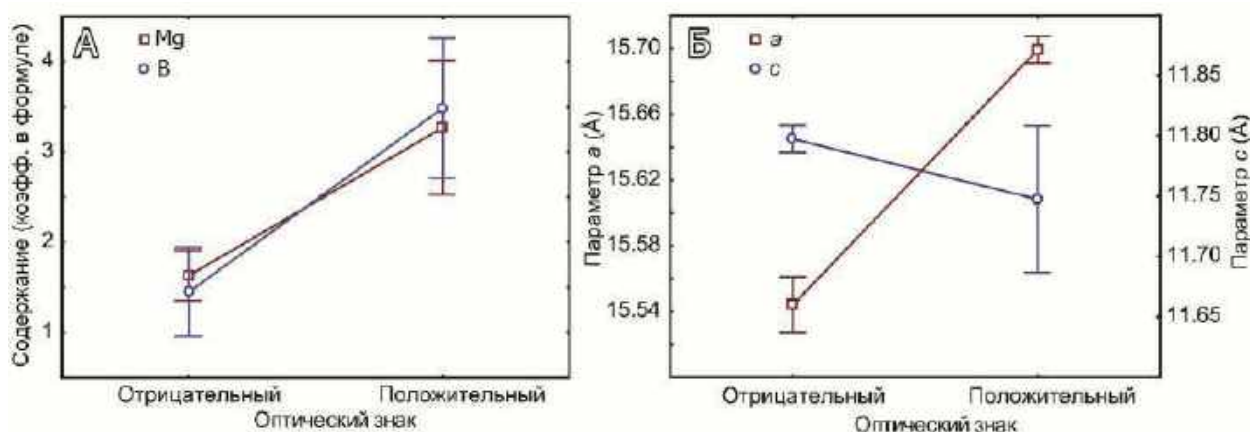 А
Mg
B
4
3
2
1
Содержание (коэфф. в формуле)
Отрицательный Положительный
Оптический знак
Б
a
c
15.70
15.66
15.62
15.58
15.54
Параметр a (Å)
11.85
11.80
11.75
11.70
11.65
Параметр c (Å)
Отрицательный Положительный
Оптический знак